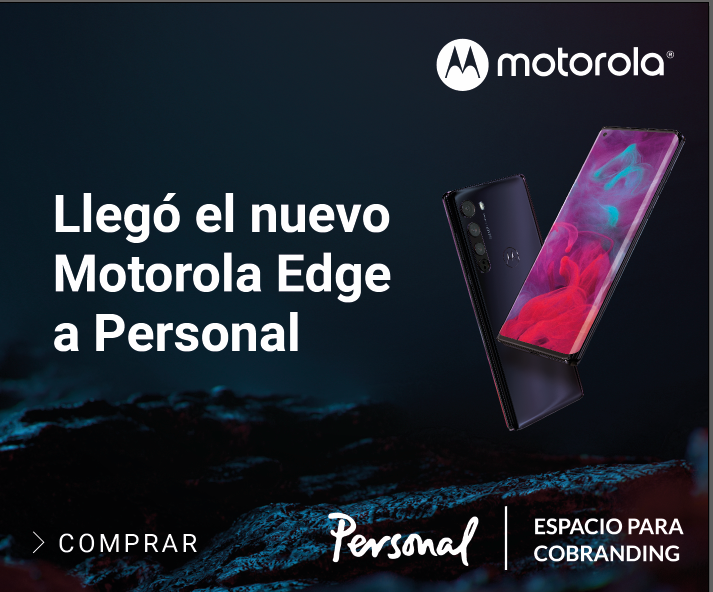 motorola®
Llegó el nuevo
Motorola Edge
a Personal
> COMPRAR
Personal
ESPACIO PARA
COBRANDING